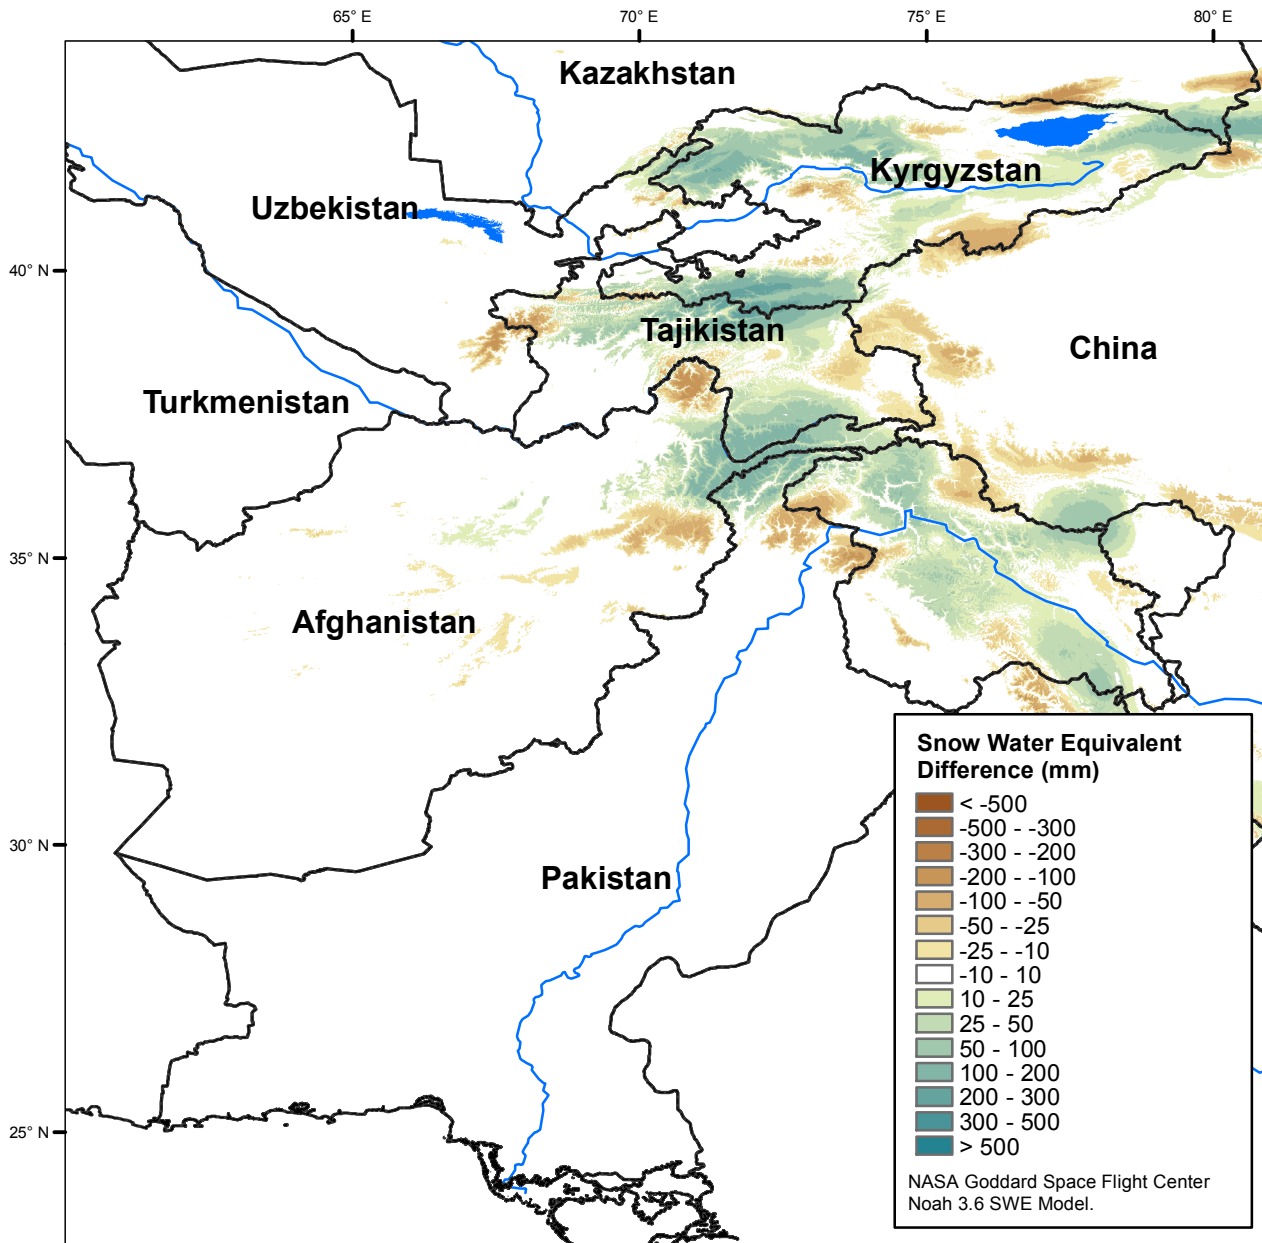 65° E
70° E
75° E
80° E
Kazakhstan
Kyrgyzstan
Uzbekistan
40° N
Tajikistan
China
Turkmenistan
35° N
Afghanistan
Snow Water Equivalent
Difference (mm)
< -500
-500 - -300
-300 - -200
-200 - -100
-100 - -50
-50 - -25
-25 - -10
-10 - 10
10 - 25
25 - 50
50 - 100
100 - 200
200 - 300
300 - 500
> 500
NASA Goddard Space Flight Center
Noah 3.6 SWE Model.
30° N
Pakistan
25° N